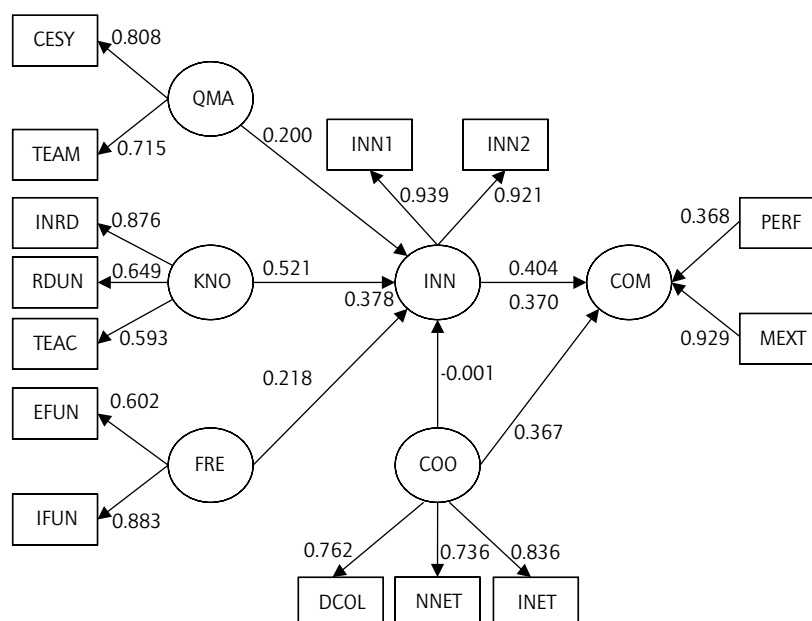 CESY
0.808
QMA
TEAM
0.715
0.200
INN1
INN2
0.939
0.921
INRD
0.876
RDUN
0.649
KNO
0.521
TEAC
0.593
0.378
INN
0.404
0.370
COM
0.368
PERF
0.929
MEXT
EFUN
0.602
FRE
0.218
IFUN
0.883
-0.001
COO
0.367
0.762
0.736
0.836
DCOL
NNET
INET